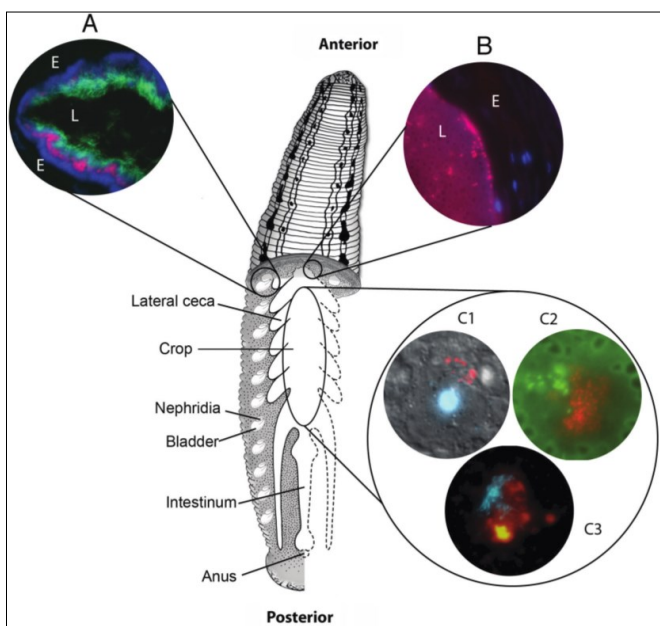 A
Anterior
B
E
L
E
L
E
Lateral ceca
C1
C2
Crop
Nephridia
Bladder
Intestinum
C3
Anus
Posterior